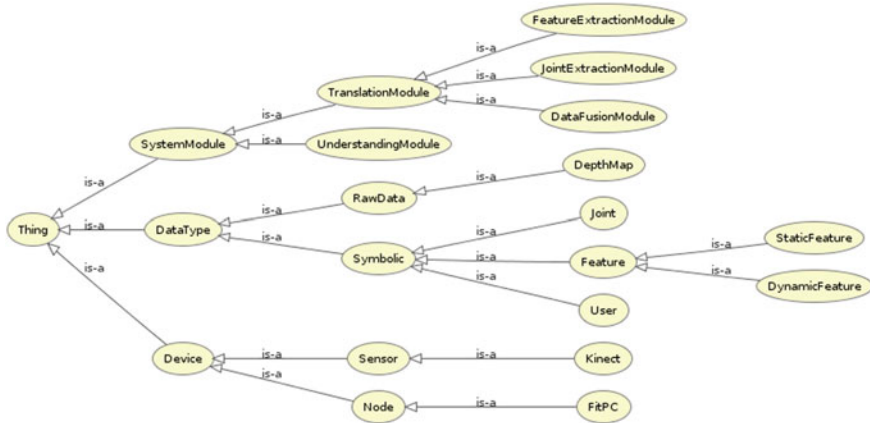 FeatureExtractionModule
is-a
JointExtractionModule
is-a
TranslationModule
is-a
DataFusionModule
is-a
SystemModule
is-a
UnderstandingModule
is-a
DepthMap
is-a
RawData
is-a
Joint
is-a
Thing
is-a
DataType
is-a
StaticFeature
is-a
Symbolic
is-a
Feature
is-a
DynamicFeature
is-a
is-a
User
is-a
Device
is-a
Sensor
is-a
Kinect
is-a
Node
is-a
FitPC